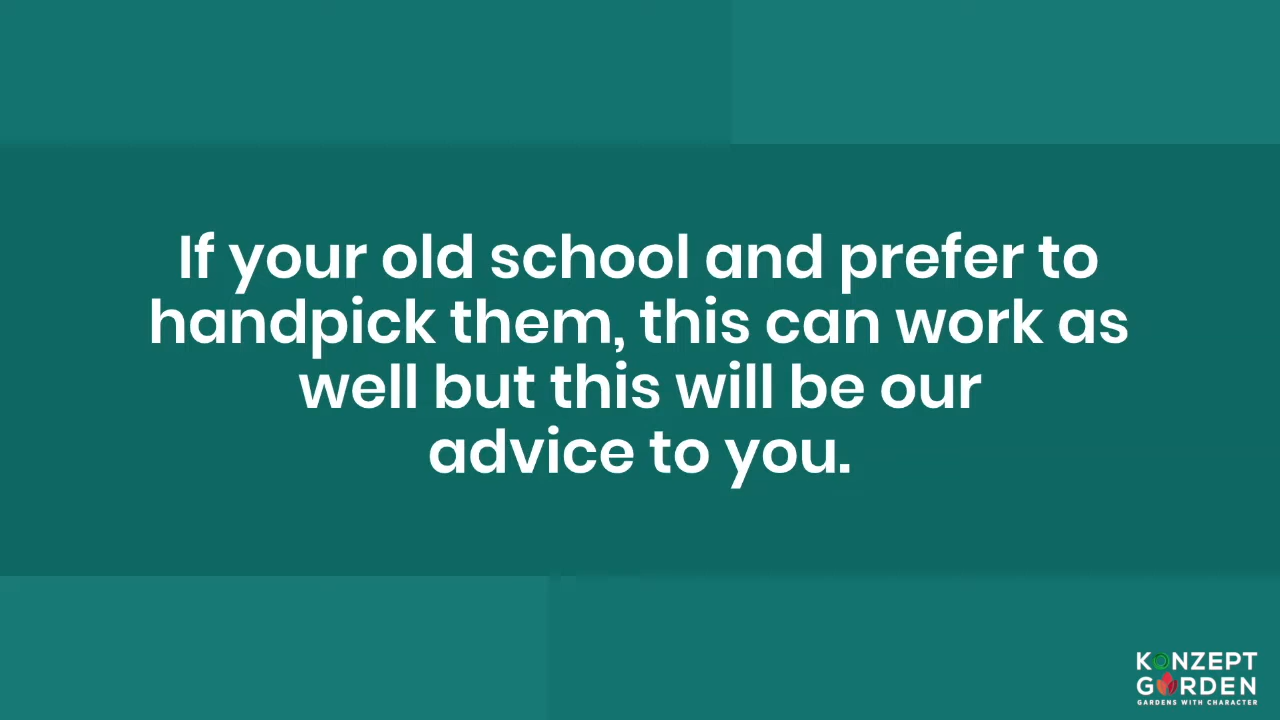 If your old school and prefer to
handpick them, this can work as
well but this will be our
advice to you.
KONZEPT
GARDEN
GARDENS WITH CHARACTER